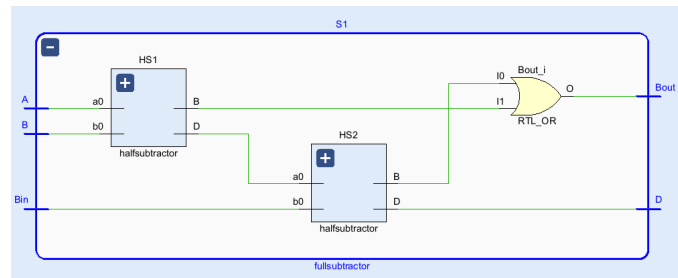 S1
HS1
A
a0
B
B
b0
D
halfsubtractor
I0
Bout_i
I1
O
RTL_OR
Bout
HS2
a0
B
Bin
b0
D
D
halfsubtractor
fullsubtractor